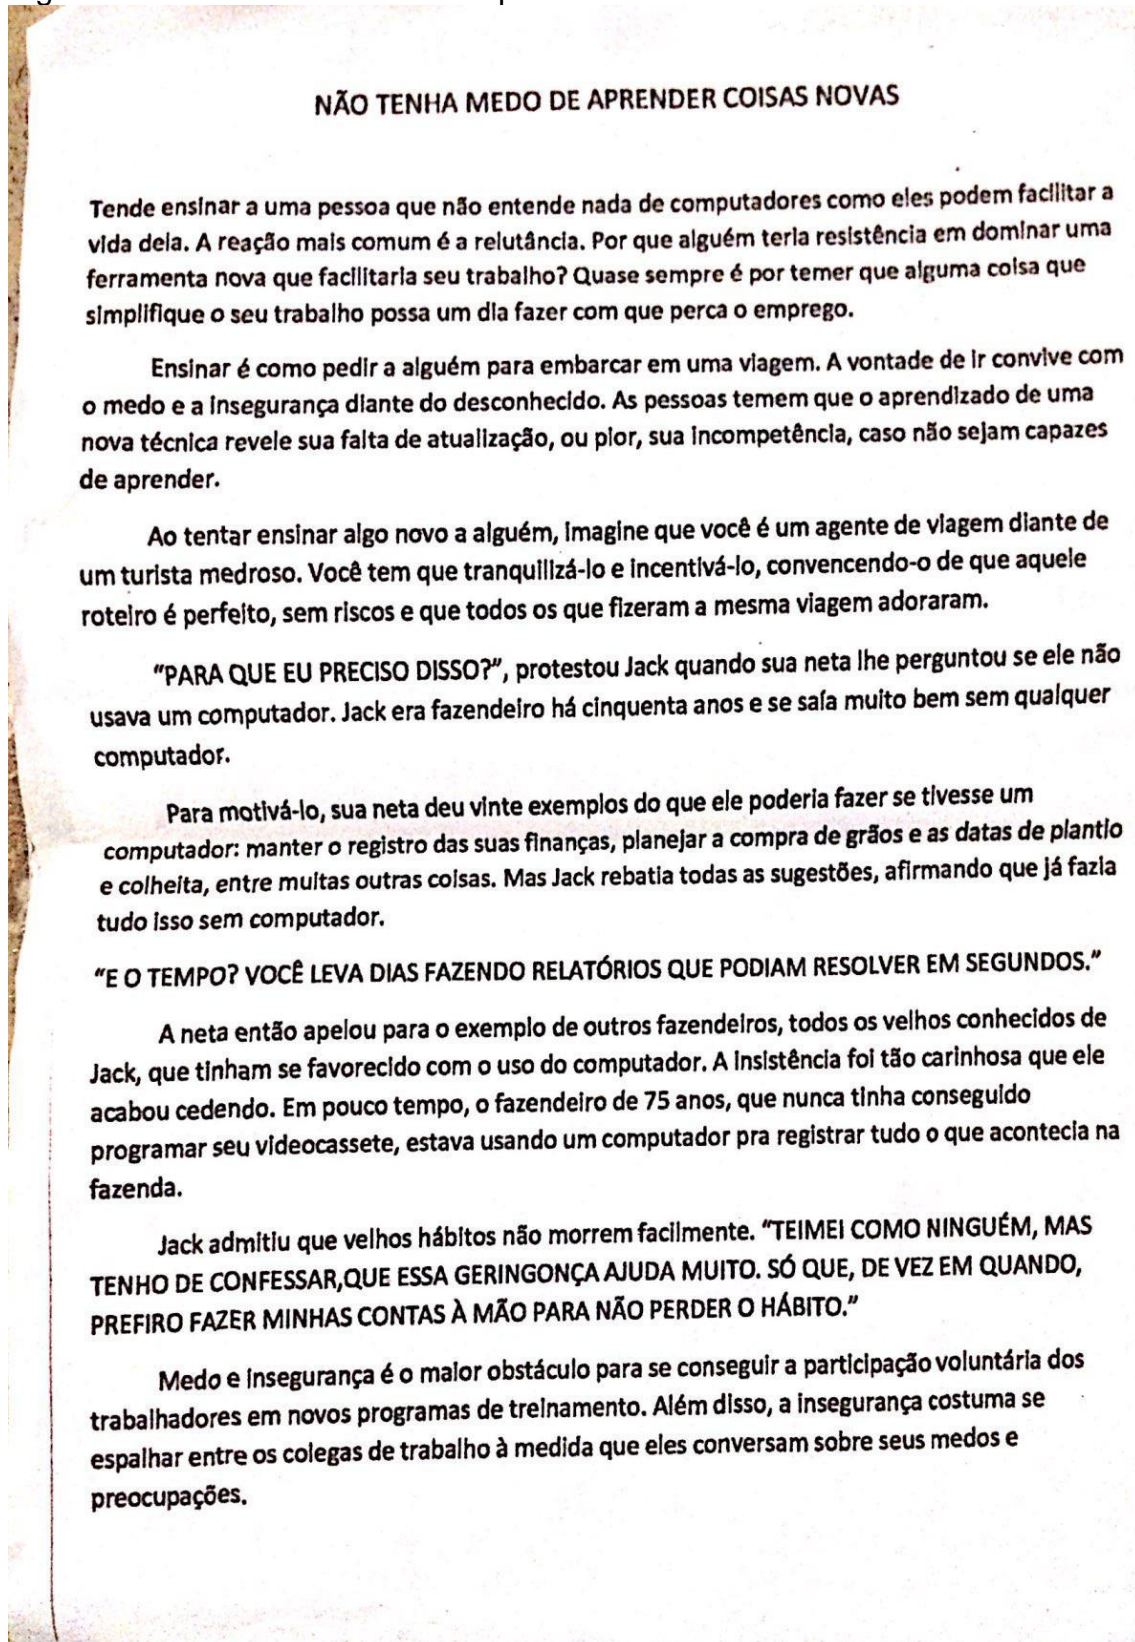 NÃO TENHA MEDO DE APRENDER COISAS NOVAS
Tende ensinar a uma pessoa que não entende nada de computadores como eles podem facilitar a
vida dela. A reação mais comum é a relutância. Por que alguém teria resistência em dominar uma
ferramenta nova que facilitaria seu trabalho? Quase sempre é por temer que alguma coisa que
simplifique o seu trabalho possa um dia fazer com que perca o emprego.
Ensinar é como pedir a alguém para embarcar em uma viagem. A vontade de ir convive com
o medo e a insegurança diante do desconhecido. As pessoas temem que o aprendizado de uma
nova técnica revele sua falta de atualização, ou pior, sua incompetência, caso não sejam capazes
de aprender.
Ao tentar ensinar algo novo a alguém, imagine que você é um agente de viagem diante de
um turista medroso. Você tem que tranquilizá-lo e incentivá-lo, convencendo-o de que aquele
roteiro é perfeito, sem riscos e que todos os que fizeram a mesma viagem adoraram.
"PARA QUE EU PRECISO DISSO?", protestou Jack quando sua neta lhe perguntou se ele não
usava um computador. Jack era fazendeiro há cinquenta anos e se saía muito bem sem qualquer
computador.
Para motivá-lo, sua neta deu vinte exemplos do que ele poderia fazer se tivesse um
computador: manter o registro das suas finanças, planejar a compra de grãos e as datas de plantio
e colheita, entre muitas outras coisas. Mas Jack rebatia todas as sugestões, afirmando que já fazia
tudo isso sem computador.
"E O TEMPO? VOCÊ LEVA DIAS FAZENDO RELATÓRIOS QUE PODIAM RESOLVER EM SEGUNDOS."
A neta então apelou para o exemplo de outros fazendeiros, todos os velhos conhecidos de
Jack, que tinham se favorecido com o uso do computador. A insistência foi tão carinhosa que ele
acabou cedendo. Em pouco tempo, o fazendeiro de 75 anos, que nunca tinha conseguido
programar seu videocassete, estava usando um computador pra registrar tudo o que acontecia na
fazenda.
Jack admitiu que velhos hábitos não morrem facilmente. "TEIMEI COMO NINGUÉM, MAS
TENHO DE CONFESSAR,QUE ESSA GERINGONÇA AJUDA MUITO. SÓ QUE, DE VEZ EM QUANDO,
PREFIRO FAZER MINHAS CONTAS À MÃO PARA NÃO PERDER O HÁBITO."
Medo e insegurança é o maior obstáculo para se conseguir a participação voluntária dos
trabalhadores em novos programas de treinamento. Além disso, a insegurança costuma se
espalhar entre os colegas de trabalho à medida que eles conversam sobre seus medos e
preocupações.